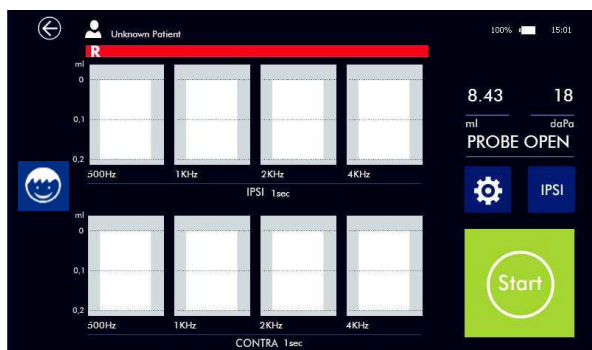 Unknown Patient
100% 15:01
R
ml
0
0,1
0,2
500Hz 1KHz 2KHz 4KHz
IPSI 1sec
ml
0
0,1
0,2
500Hz 1KHz 2KHz 4KHz
CONTRA 1sec
8.43 18
ml daPa
PROBE OPEN
IPSI
Start